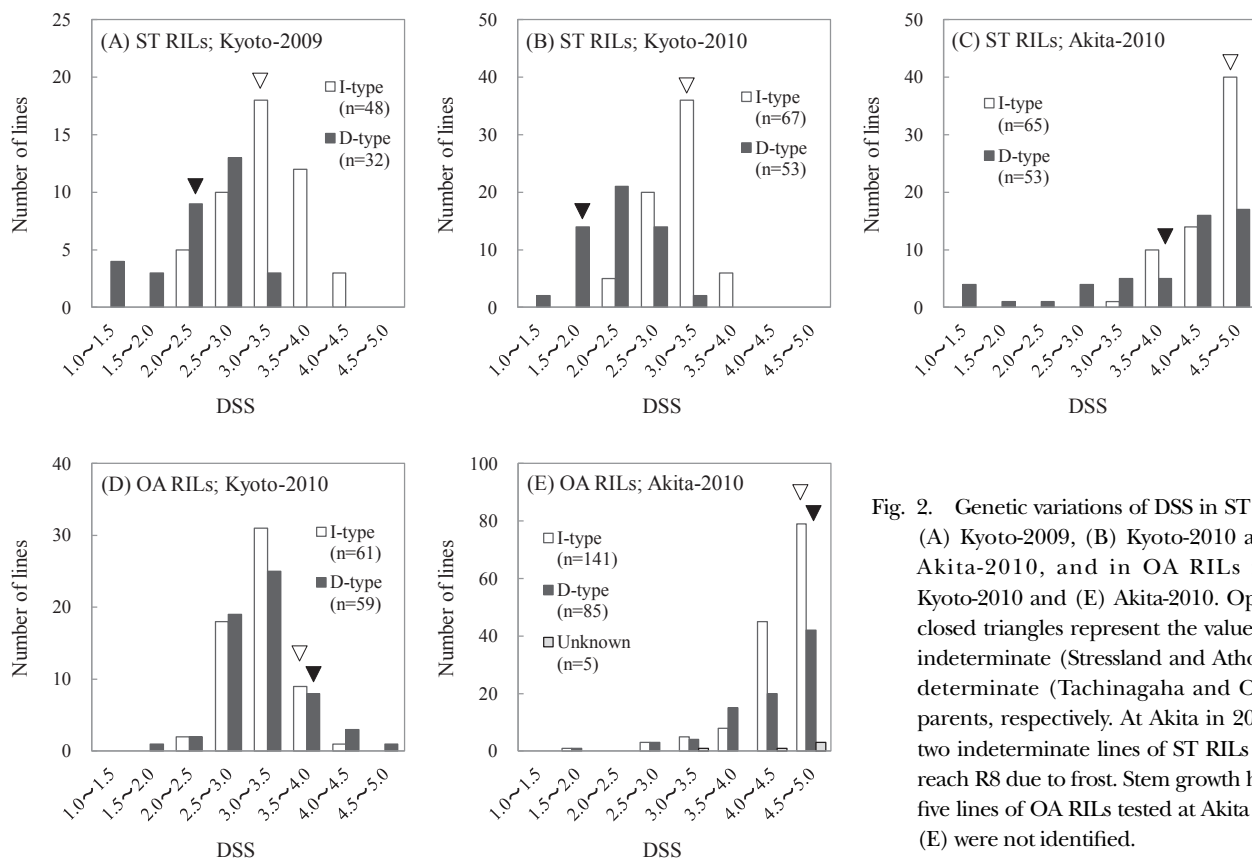 (A) ST RILs; Kyoto-2009
Number of lines
25
20
15
10
5
0
I-type
(n=48)
D-type
(n=32)
1.0～1.5
1.5～2.0
2.0～2.5
2.5～3.0
3.0～3.5
3.5～4.0
4.0～4.5
4.5～5.0
DSS
(B) ST RILs; Kyoto-2010
Number of lines
50
40
30
20
10
0
I-type
(n=67)
D-type
(n=53)
1.0～1.5
1.5～2.0
2.0～2.5
2.5～3.0
3.0～3.5
3.5～4.0
4.0～4.5
4.5～5.0
DSS
(C) ST RILs; Akita-2010
Number of lines
50
40
30
20
10
0
I-type
(n=65)
D-type
(n=53)
1.0～1.5
1.5～2.0
2.0～2.5
2.5～3.0
3.0～3.5
3.5～4.0
4.0～4.5
4.5～5.0
DSS
(D) OA RILs; Kyoto-2010
Number of lines
40
30
20
10
0
I-type
(n=61)
D-type
(n=59)
1.0～1.5
1.5～2.0
2.0～2.5
2.5～3.0
3.0～3.5
3.5～4.0
4.0～4.5
4.5～5.0
DSS
(E) OA RILs; Akita-2010
Number of lines
100
80
60
40
20
0
I-type
(n=141)
D-type
(n=85)
Unknown
(n=5)
1.0～1.5
1.5～2.0
2.0～2.5
2.5～3.0
3.0～3.5
3.5～4.0
4.0～4.5
4.5～5.0
DSS
Fig. 2. Genetic variations of DSS in ST
(A) Kyoto-2009, (B) Kyoto-2010 a
Akita-2010, and in OA RILs
Kyoto-2010 and (E) Akita-2010. Op
closed triangles represent the value
indeterminate (Stressland and Atho
determinate (Tachinagaha and O
parents, respectively. At Akita in 20
two indeterminate lines of ST RILs
reach R8 due to frost. Stem growth h
five lines of OA RILs tested at Akita
(E) were not identified.